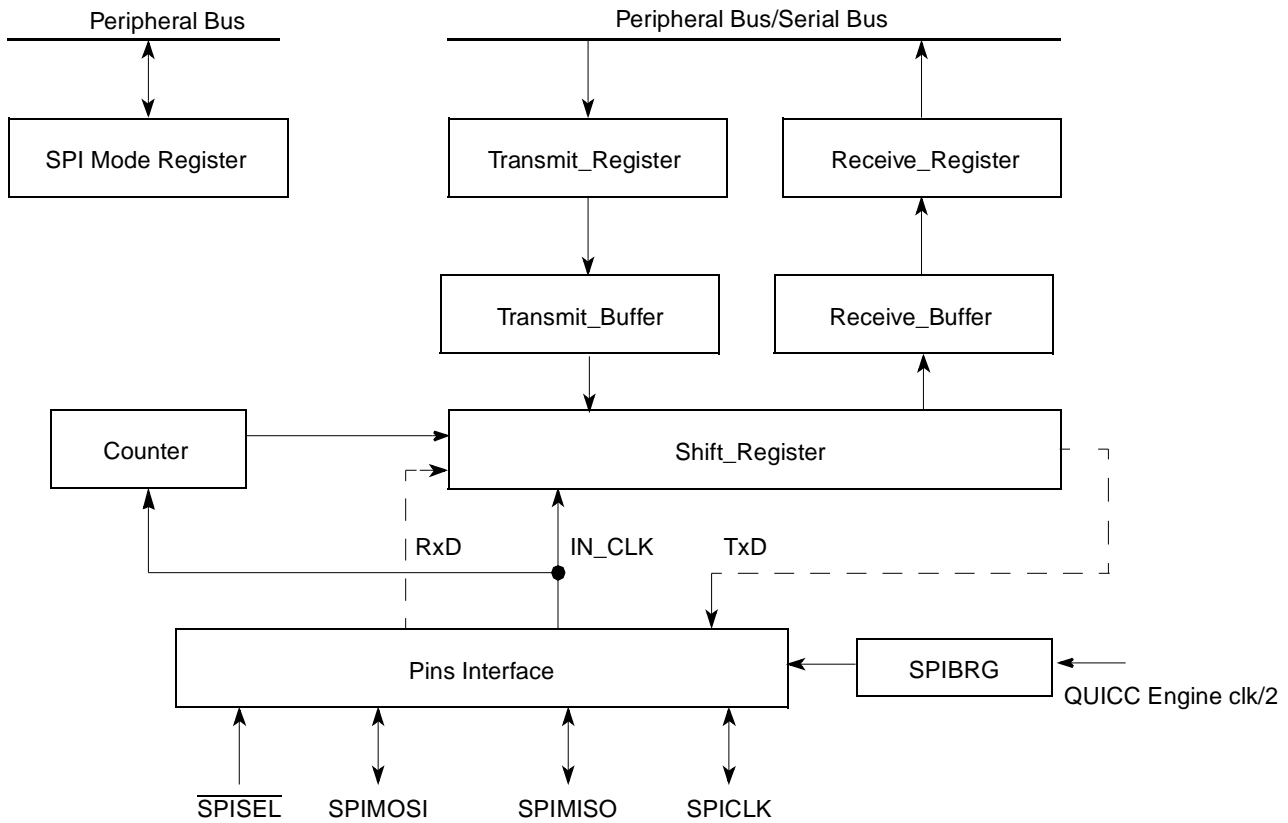 Peripheral Bus
Peripheral Bus/Serial Bus
SPI Mode Register
Transmit_Register
Receive_Register
Transmit_Buffer
Receive_Buffer
Counter
Shift_Register
RxD
IN_CLK
TxD
Pins Interface
SPIBRG
QUICC Engine clk/2
SPISEL
SPIMOSI
SPIMISO
SPICLK